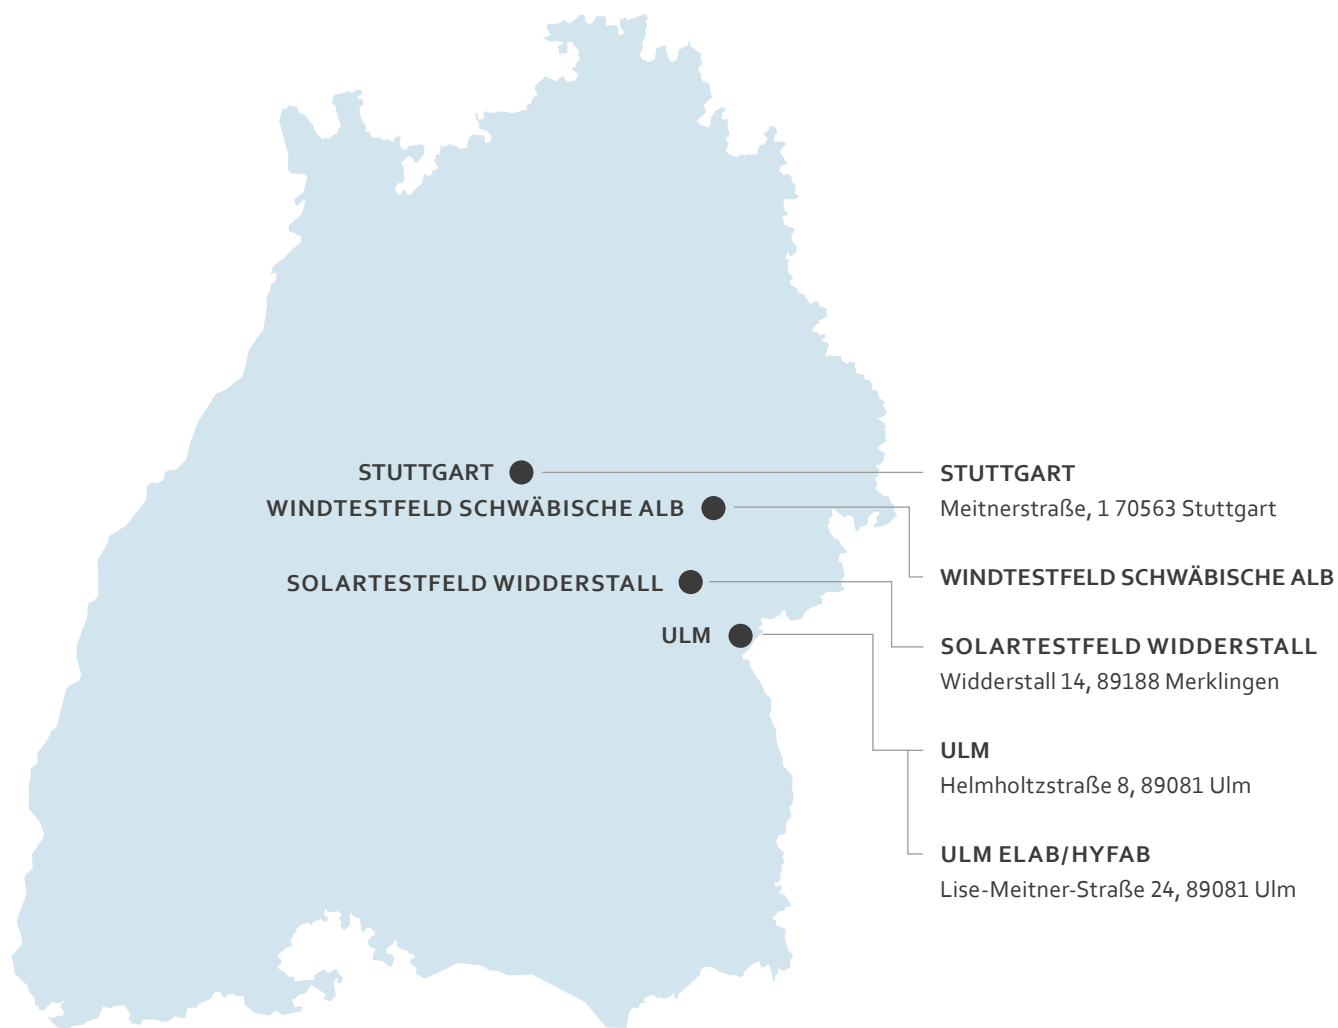 STUTTGART
WINDTESTFELD SCHWÄBISCHE ALB
SOLARTESTFELD WIDDERSTALL
ULM
STUTTGART
Meitnerstraße, 1 70563 Stuttgart
WINDTESTFELD SCHWÄBISCHE ALB
SOLARTESTFELD WIDDERSTALL
Widderstall 14, 89188 Merklingen
ULM
Helmholtzstraße 8, 89081 Ulm
ULM ELAB/HYFAB
Lise-Meitner-Straße 24, 89081 Ulm